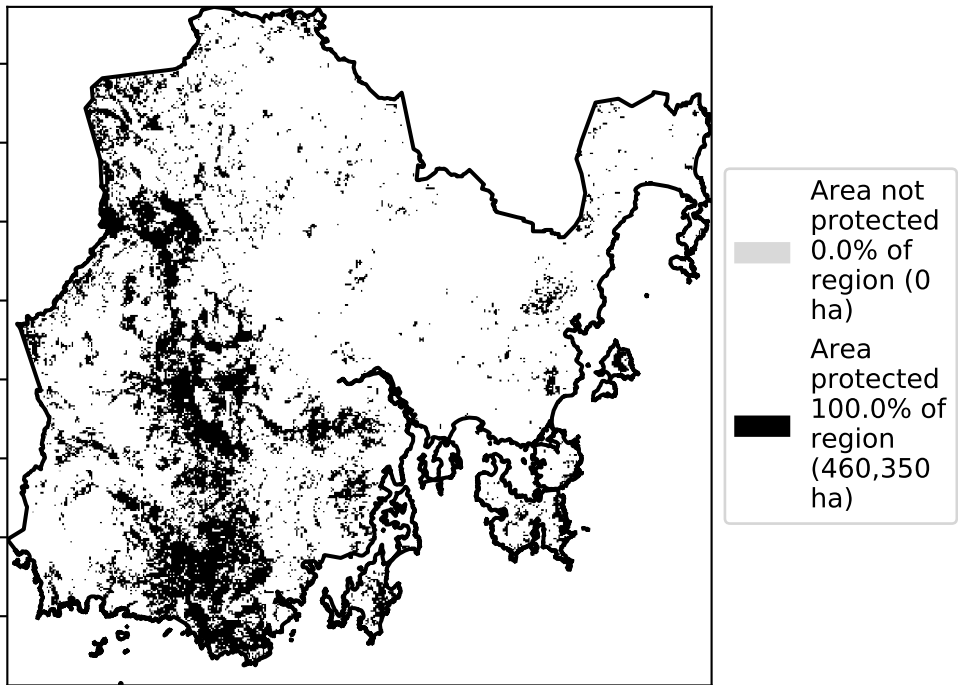 Area not
protected
0.0% of
region (0
ha)
Area
protected
100.0% of
region
(460,350
ha)